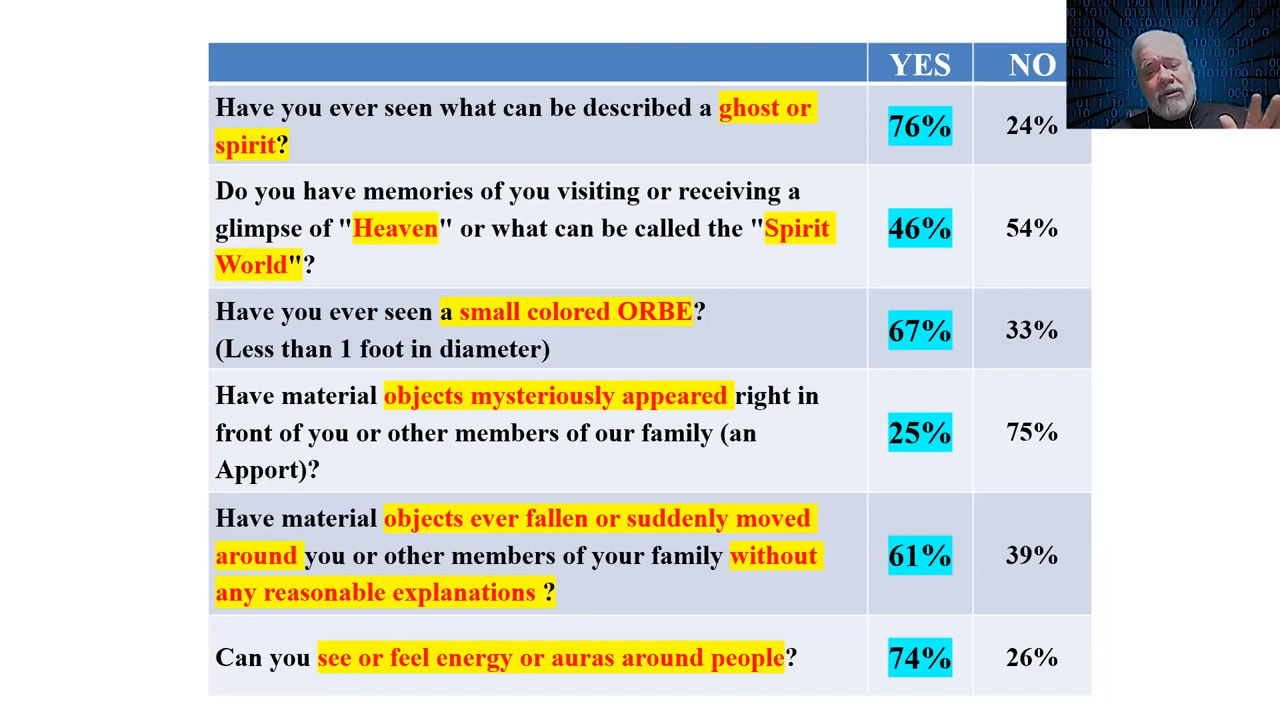 YES NO
Have you ever seen what can be described a ghost or
spirit?
76% 24%
Do you have memories of you visiting or receiving a
glimpse of "Heaven" or what can be called the "Spirit
World"?
46% 54%
Have you ever seen a small colored ORBE?
(Less than 1 foot in diameter)
67% 33%
Have material objects mysteriously appeared right in
front of you or other members of our family (an
Apport)?
25% 75%
Have material objects ever fallen or suddenly moved
around you or other members of your family without
any reasonable explanations ?
61% 39%
Can you see or feel energy or auras around people?
74% 26%